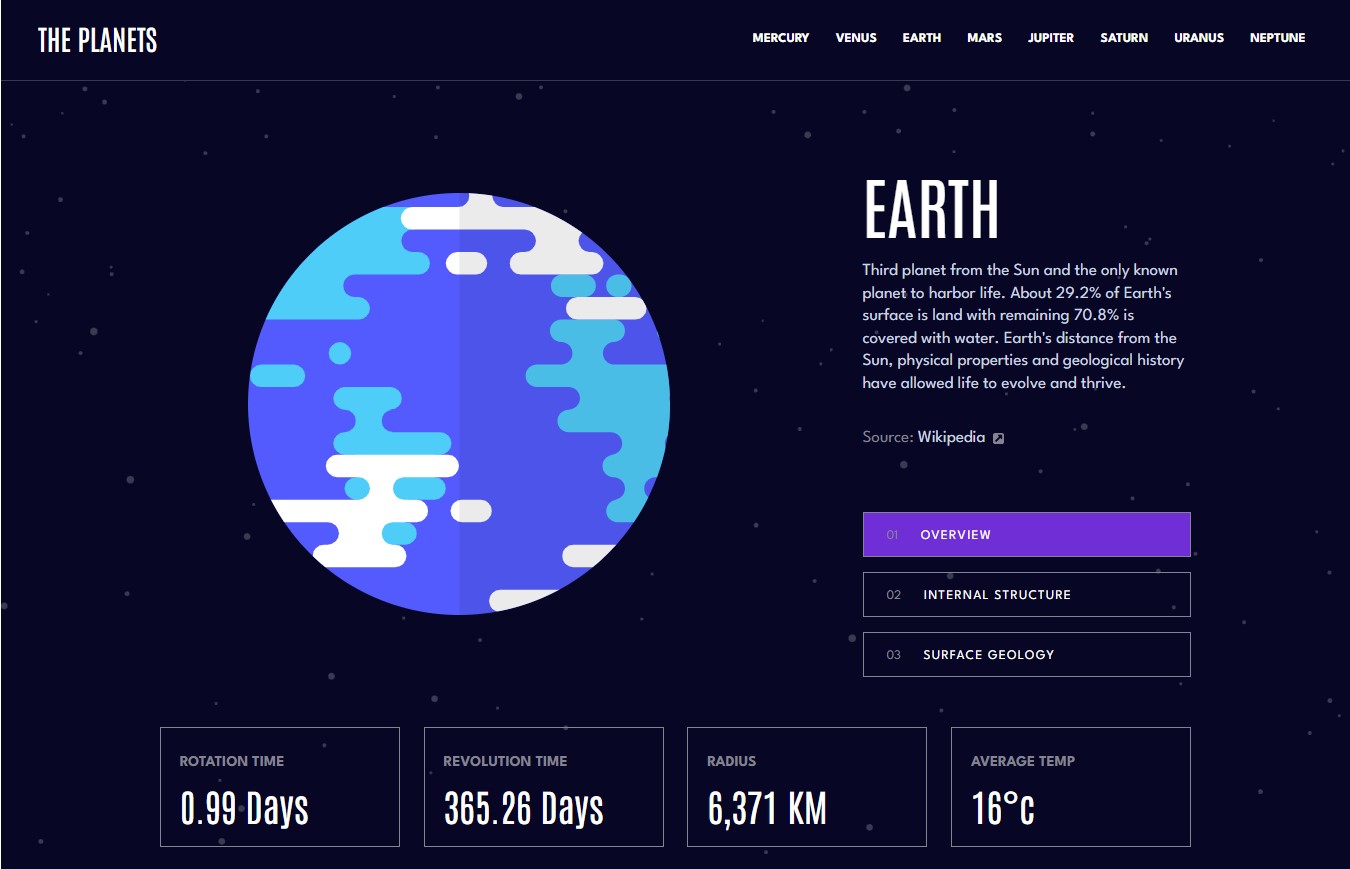 THE PLANETS
MERCURY VENUS EARTH MARS JUPITER SATURN URANUS NEPTUNE
EARTH
Third planet from the Sun and the only known
planet to harbor life. About 29.2% of Earth's
surface is land with remaining 70.8% is
covered with water. Earth's distance from the
Sun, physical properties and geological history
have allowed life to evolve and thrive.
Source: Wikipedia
01 OVERVIEW
02 INTERNAL STRUCTURE
03 SURFACE GEOLOGY
ROTATION TIME
0.99 Days
REVOLUTION TIME
365.26 Days
RADIUS
6,371 KM
AVERAGE TEMP
16°c